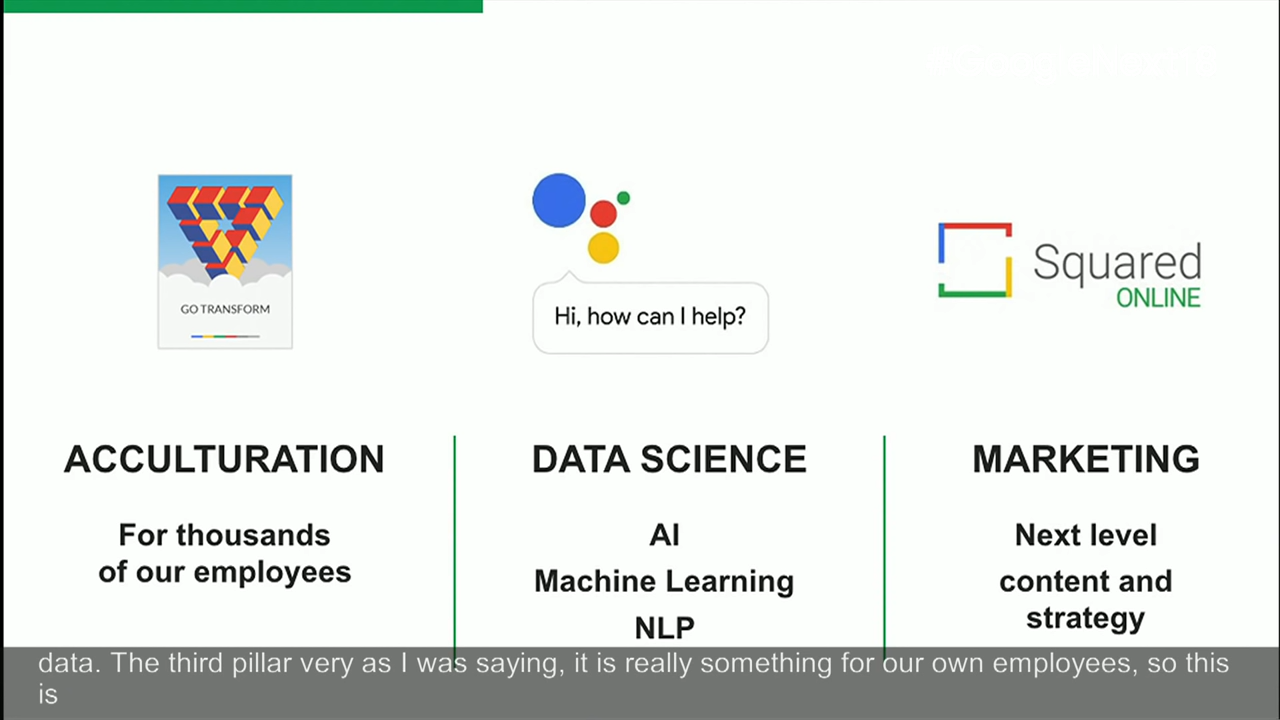 GO TRANSFORM
Hi, how can I help?
Squared
ONLINE
ACCULTURATION
For thousands
of our employees
DATA SCIENCE
AI
Machine Learning
NLP
MARKETING
Next level
content and
strategy
data. The third pillar very as I was saying, it is really something for our own employees, so this
is